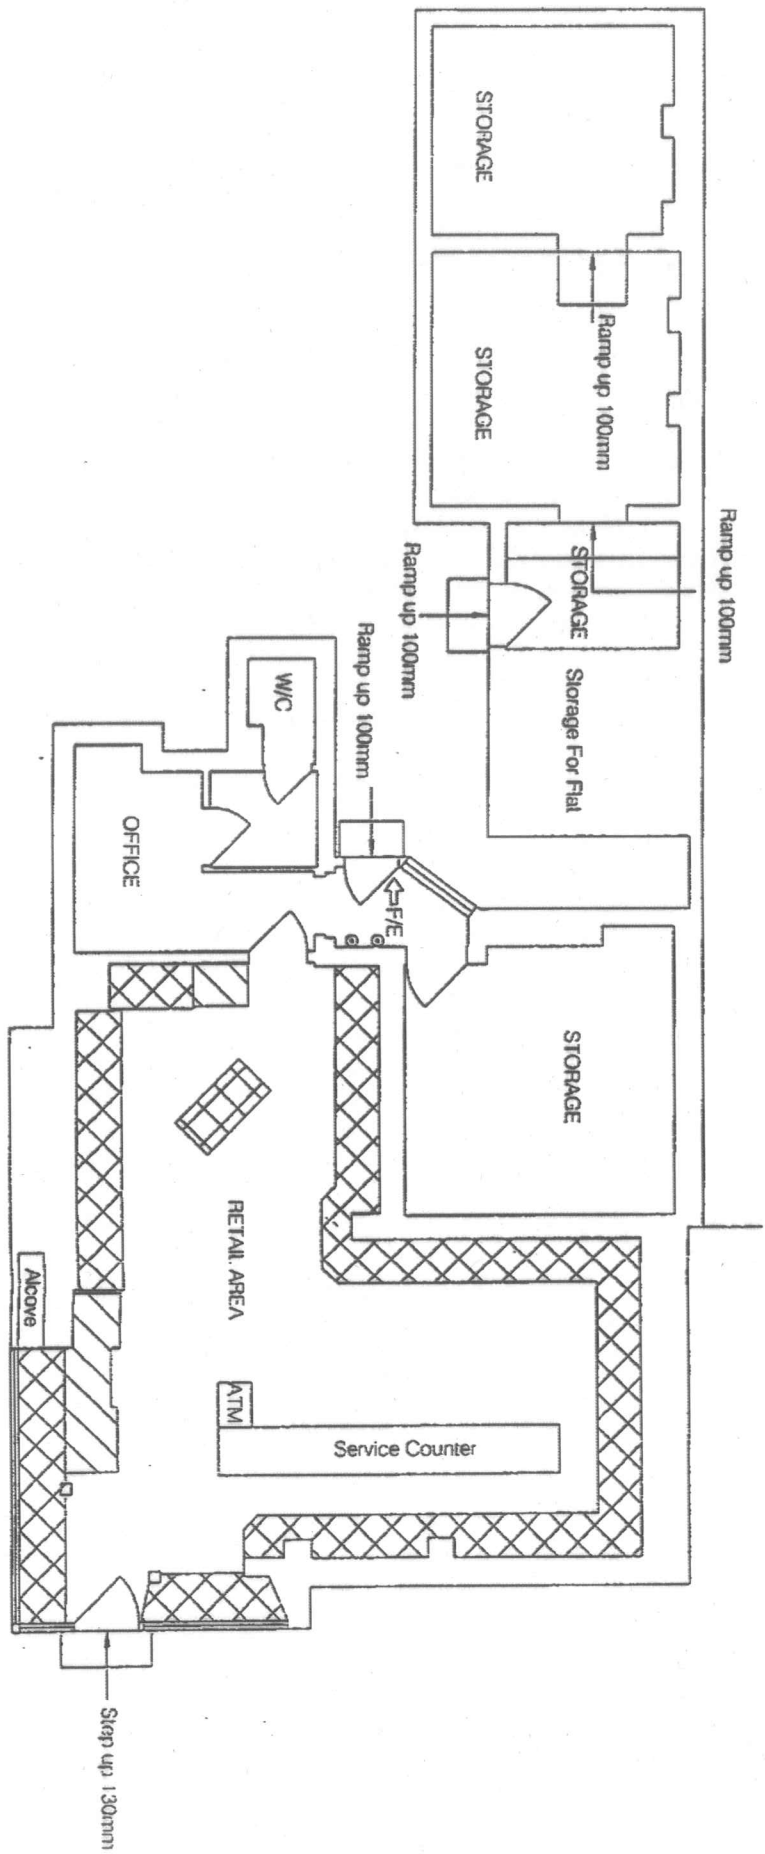 STORAGE
Ramp up 100mm
STORAGE
Ramp up 100mm
STORAGE
Ramp up 100mm
Storage For Flat
Ramp up 100mm
W/C
OFFICE
F/E
STORAGE
RETAIL AREA
Alcove
ATM
Service Counter
Step up 130mm